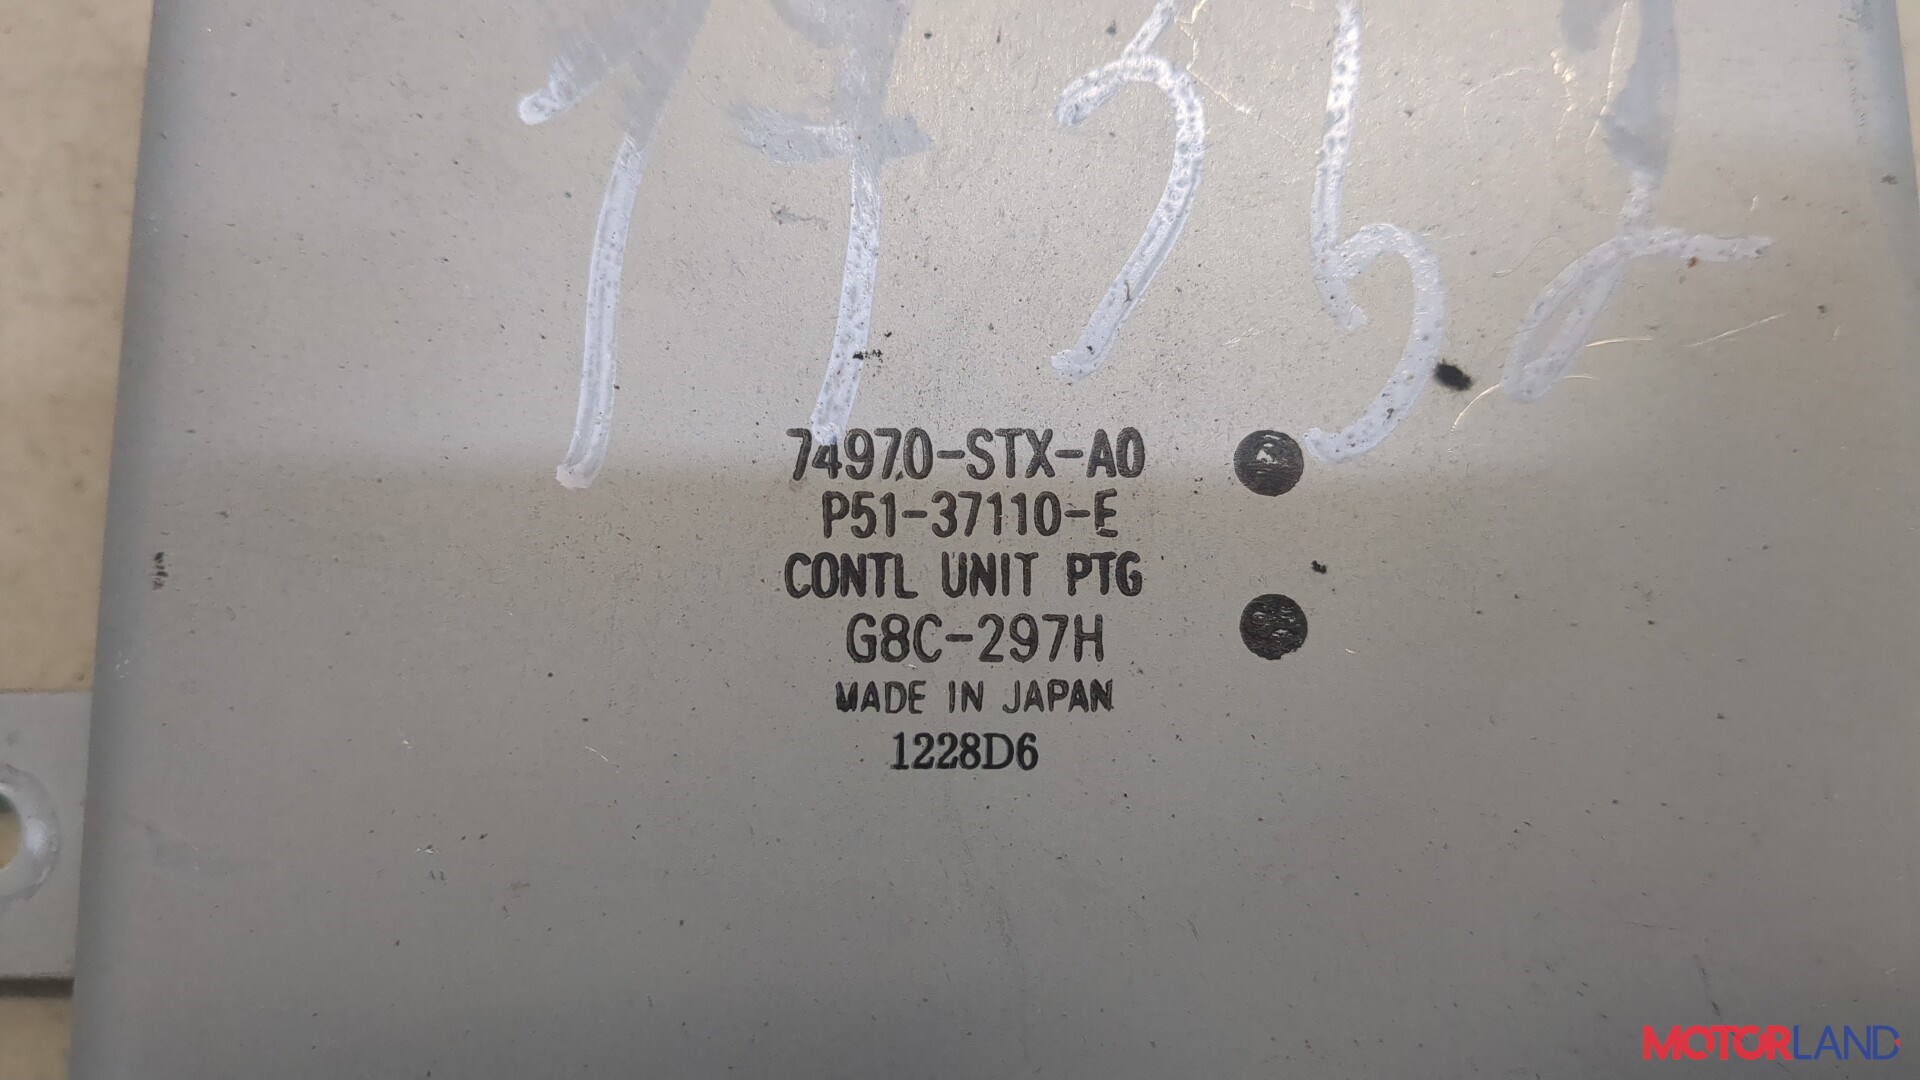 74970-STX-A0
P51-37110-E
CONTL UNIT PTG
G8C-297H
MADE IN JAPAN
1228D6
MOTORLAND